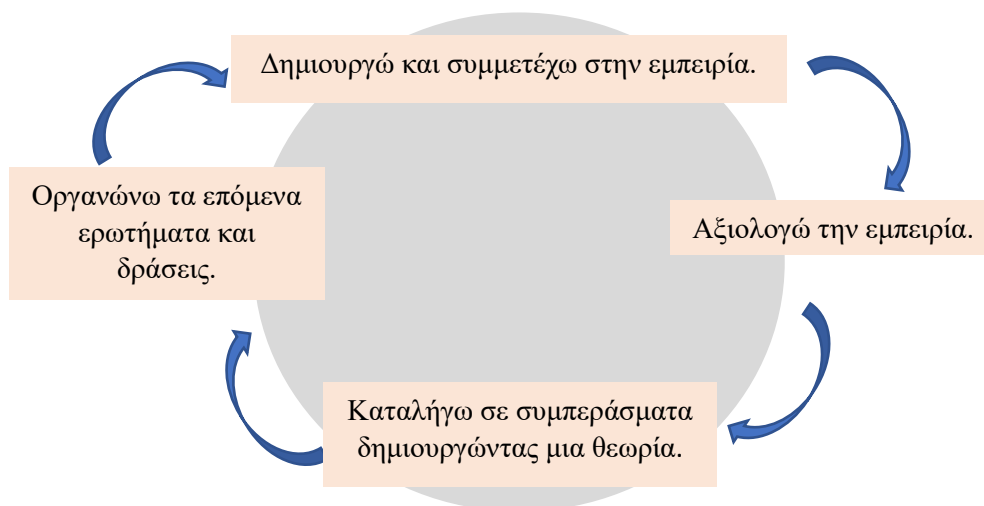 Δημιουργώ και συμμετέχω στην εμπειρία.
Αξιολογώ την εμπειρία.
Καταλήγω σε συμπεράσματα
δημιουργώντας μια θεωρία.
Οργανώνω τα επόμενα
ερωτήματα και
δράσεις.